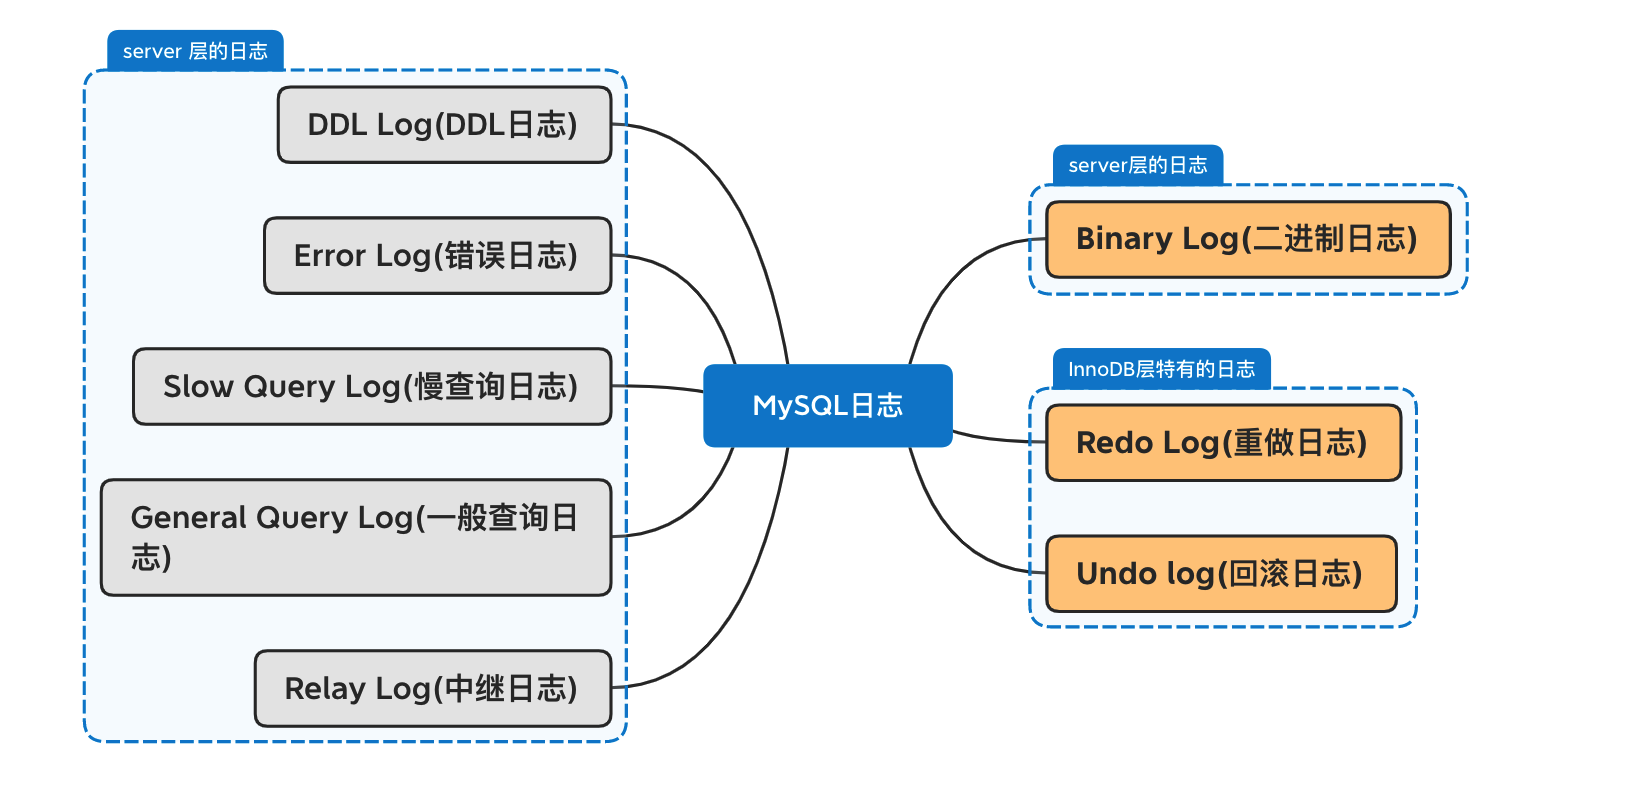 server 层的日志
DDL Log(DDL日志)
Error Log(错误日志)
Slow Query Log(慢查询日志)
General Query Log(一般查询日
志)
Relay Log(中继日志)
MySQL日志
server层的日志
Binary Log(二进制日志)
InnoDB层特有的日志
Redo Log(重做日志)
Undo log(回滚日志)